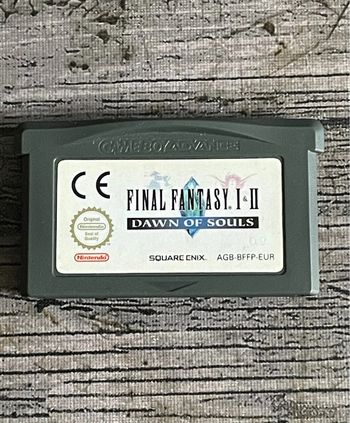 GAME BOY ADVANCE
CE
FINAL FANTASY. I & II
DAWN OF SOULS
Original
Nintendo
Seal of
Quality
Nintendo
SQUARE ENIX.
AGB-BFFP-EUR